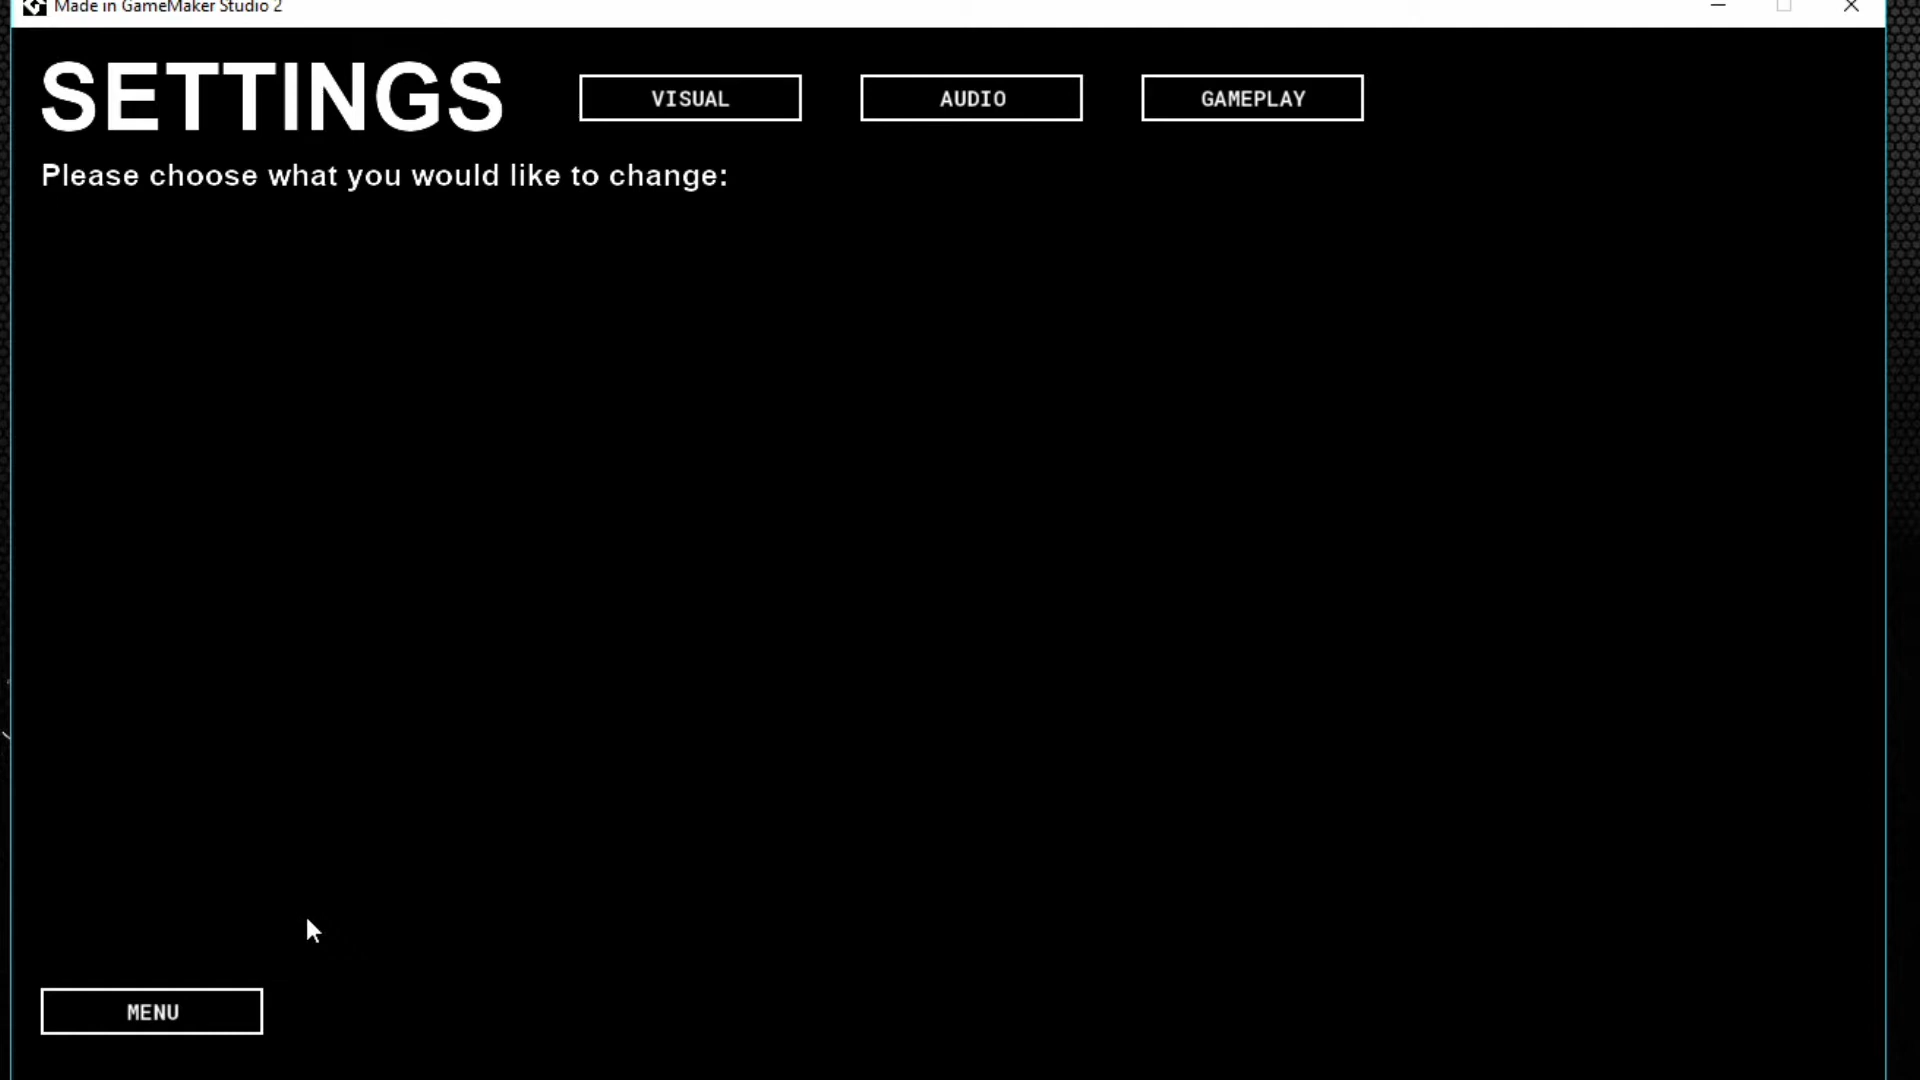 Made in GameMaker Studio 2
SETTINGS
VISUAL
AUDIO
GAMEPLAY
Please choose what you would like to change:
MENU